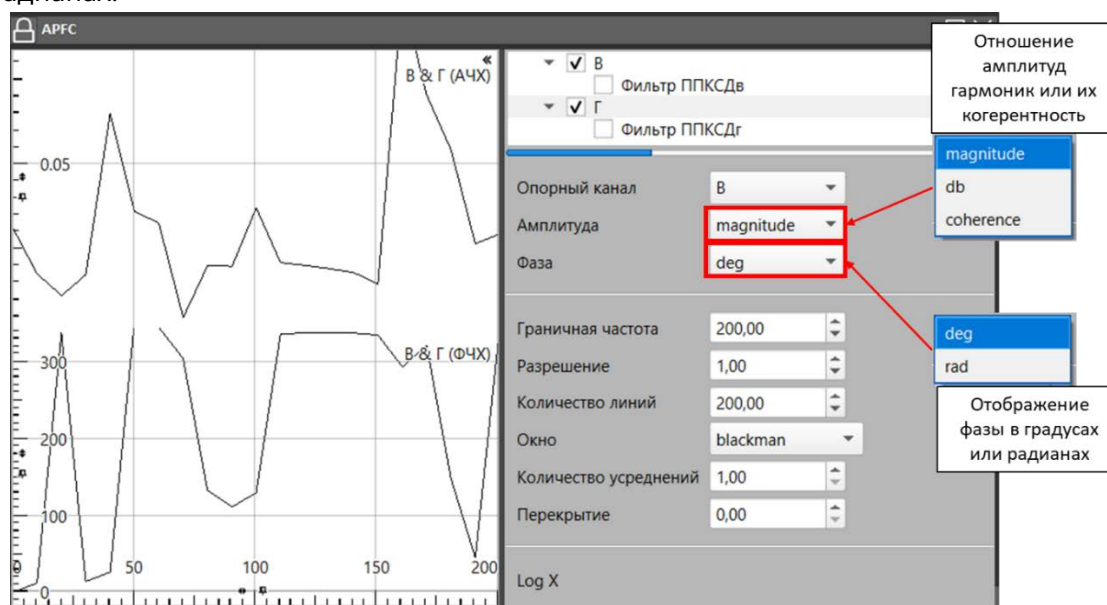 адианах.
APFC
В & Г (АЧХ)
0.05
В & Г (ФЧХ)
300
200
100
0
0
50
100
150
200
В
Фильтр ППКСДв
Г
Фильтр ППКСДг
Опорный канал
В
Амплитуда
magnitude
Фаза
deg
Граничная частота
200,00
Разрешение
1,00
Количество линий
200,00
Окно
blackman
Количество усреднений
1,00
Перекрытие
0,00
Log X
Отношение
амплитуд
гармоник или их
когерентность
magnitude
db
coherence
deg
rad
Отображение
фазы в градусах
или радианах